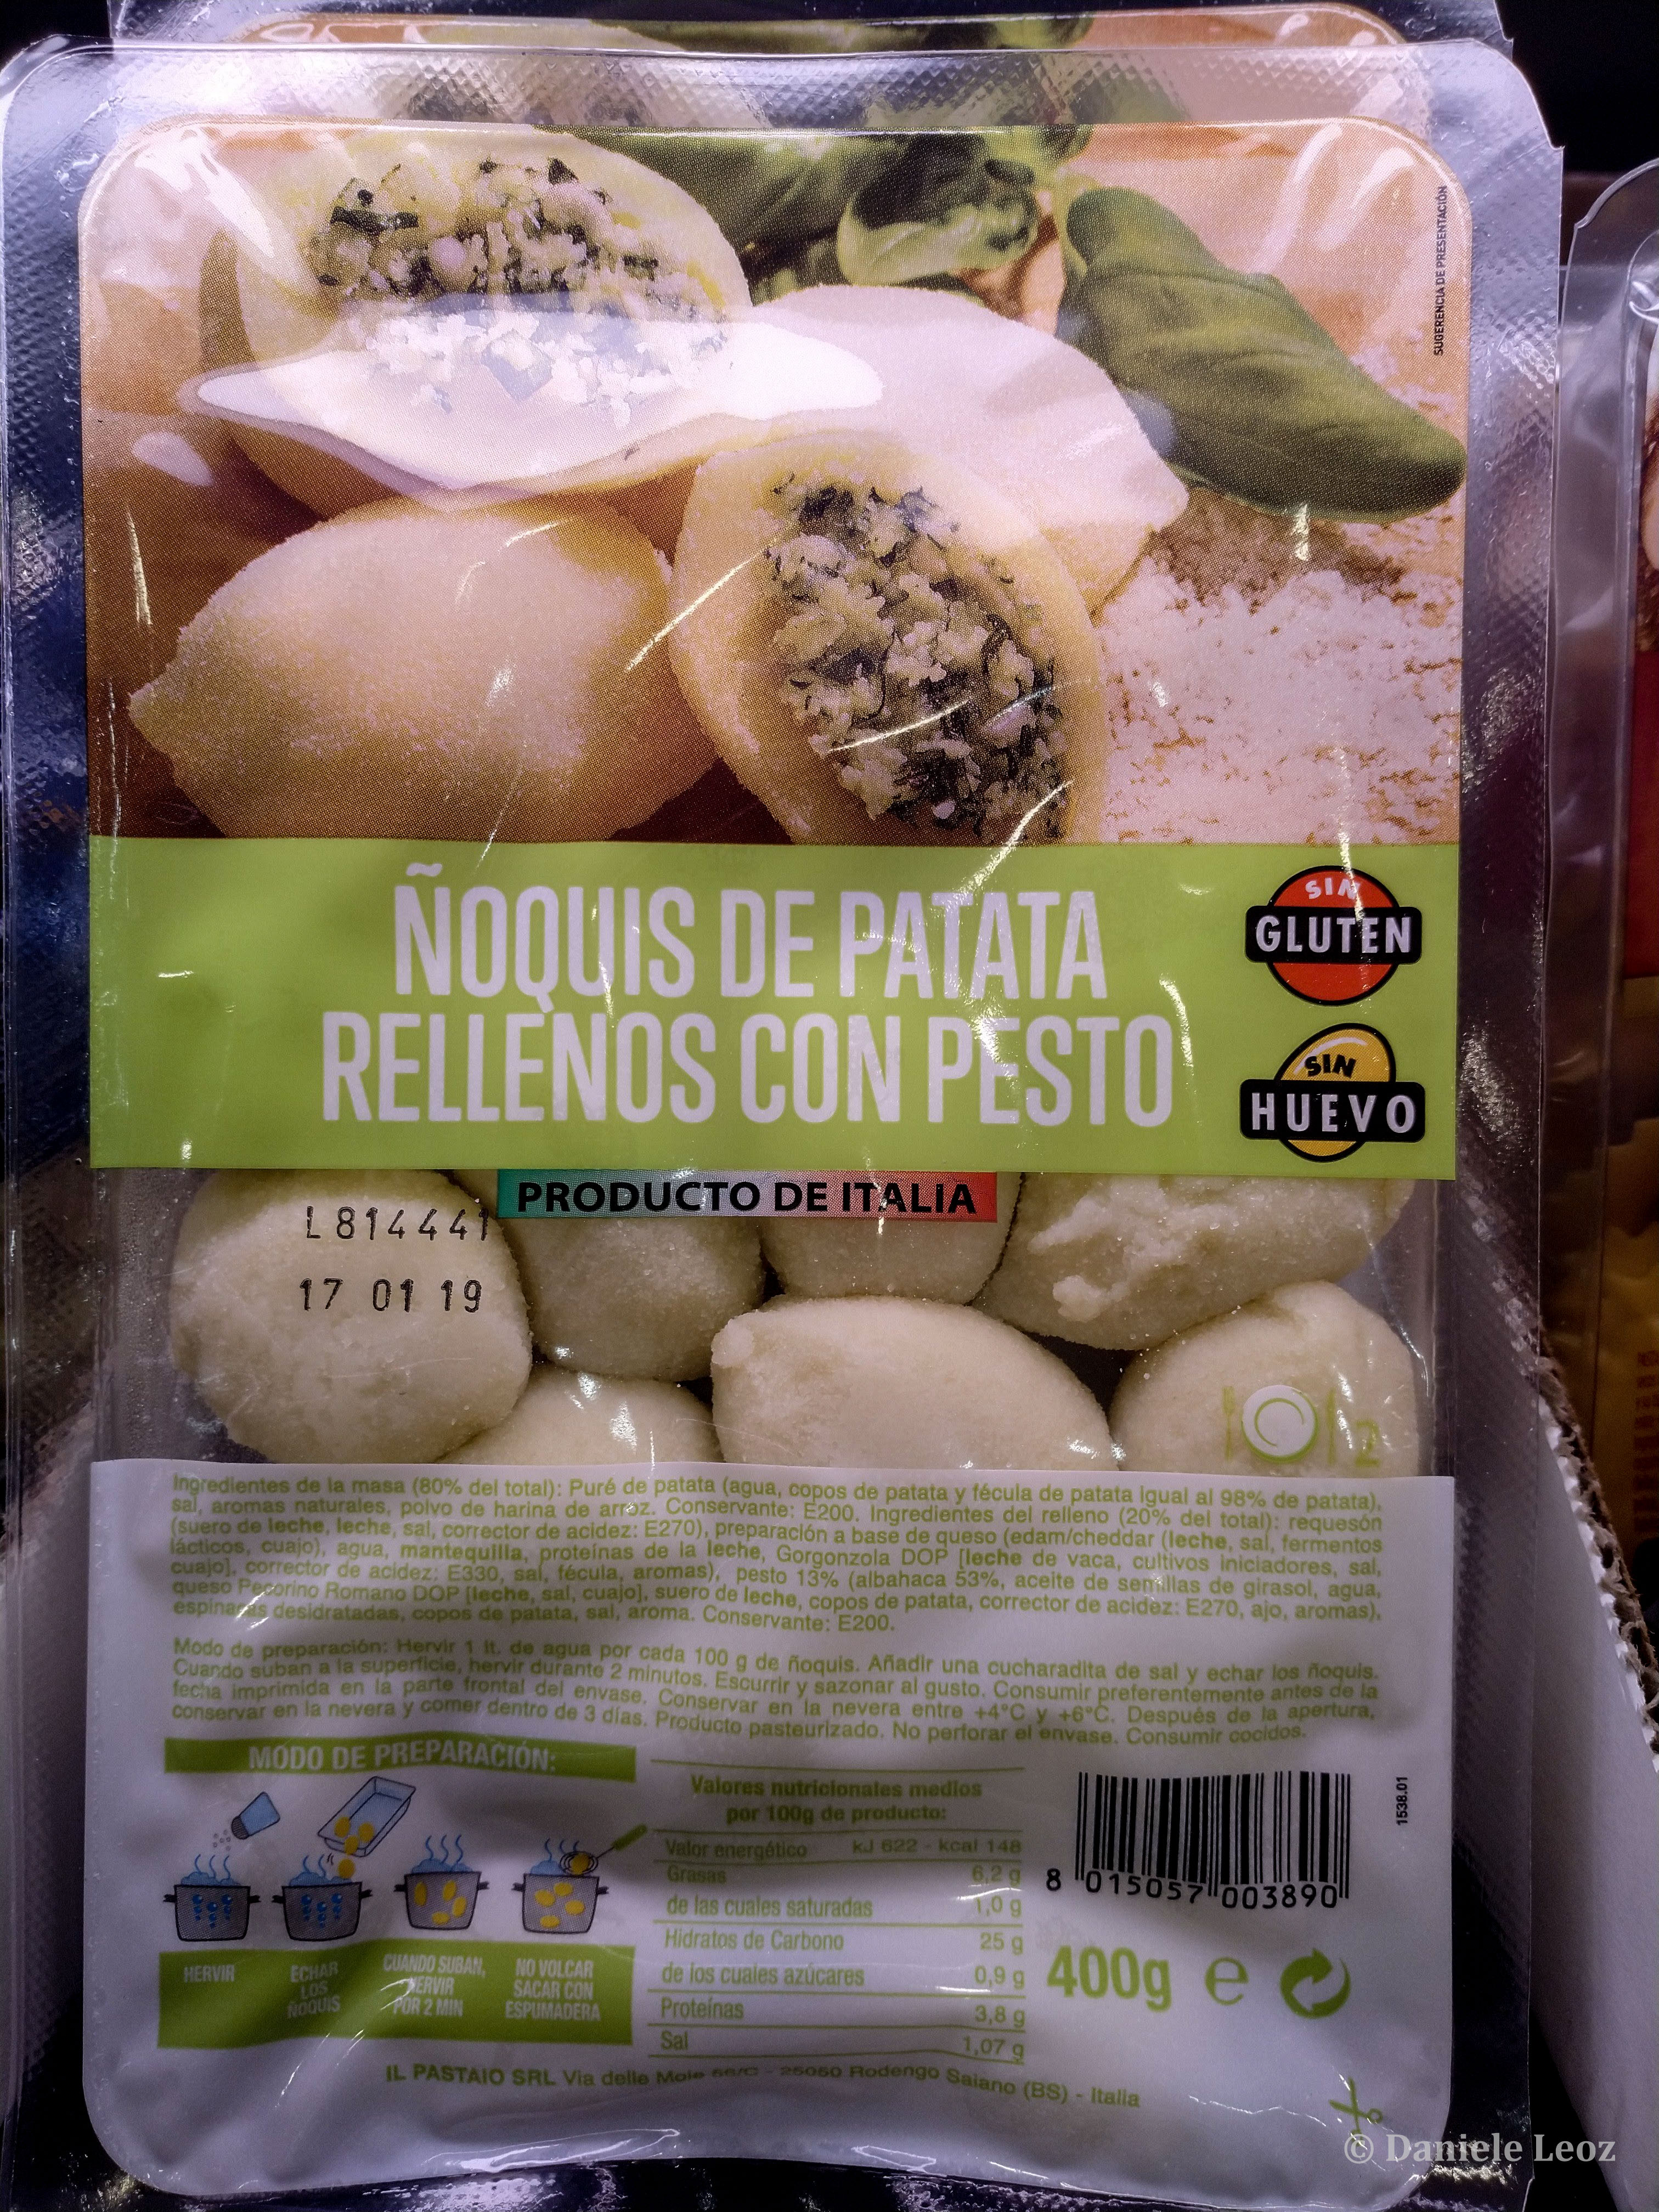 SUGERENCIA DE PRESENTACIÓN
ÑOQUIS DE PATATA
RELLENOS CON PESTO
SIN
GLUTEN
SIN
HUEVO
PRODUCTO DE ITALIA
L 814441
17 01 19
2
Ingredientes de la masa (80% del total): Puré de patata (agua, copos de patata y fécula de patata igual al 98% de patata),
sal, aromas naturales, polvo de harina de arroz. Conservante: E200. Ingredientes del relleno (20% del total): requesón
(suero de leche, leche, sal, corrector de acidez: E270), preparación a base de queso (edam/cheddar (leche, sal, fermentos
lácticos, cuajo), agua, mantequilla, proteínas de la leche, Gorgonzola DOP [leche de vaca, cultivos iniciadores, sal,
cuajo], corrector de acidez: E330, sal, fécula, aromas), pesto 13% (albahaca 53%, aceite de semillas de girasol, agua,
queso Pecorino Romano DOP [leche, sal, cuajo], suero de leche, copos de patata, corrector de acidez: E270, ajo, aromas),
espinacas desidratadas, copos de patata, sal, aroma. Conservante: E200.
Modo de preparación: Hervir 1 lt. de agua por cada 100 g de ñoquis. Añadir una cucharadita de sal y echar los ñoquis.
Cuando suban a la superficie, hervir durante 2 minutos. Escurrir y sazonar al gusto. Consumir preferentemente antes de la
fecha imprimida en la parte frontal del envase. Conservar en la nevera entre +4°C y +6°C. Después de la apertura,
conservar en la nevera y comer dentro de 3 días. Producto pasteurizado. No perforar el envase. Consumir cocidos.
MODO DE PREPARACIÓN:
HERVIR
ECHAR
LOS
ÑOQUIS
CUANDO SUBAN,
HERVIR
POR 2 MIN
NO VOLCAR
SACAR CON
ESPUMADERA
Valores nutricionales medios
por 100g de producto:
Valor energético kJ 622 - kcal 148
Grasas 6,2 g
de las cuales saturadas 1,0 g
Hidratos de Carbono 25 g
de los cuales azúcares 0,9 g
Proteínas 3,8 g
Sal 1,07 g
1538.01
8 015057 003890
400g e
IL PASTAIO SRL Via delle Mole - 25050 Rodengo Saiano (BS) - Italia
© Daniele Leoz